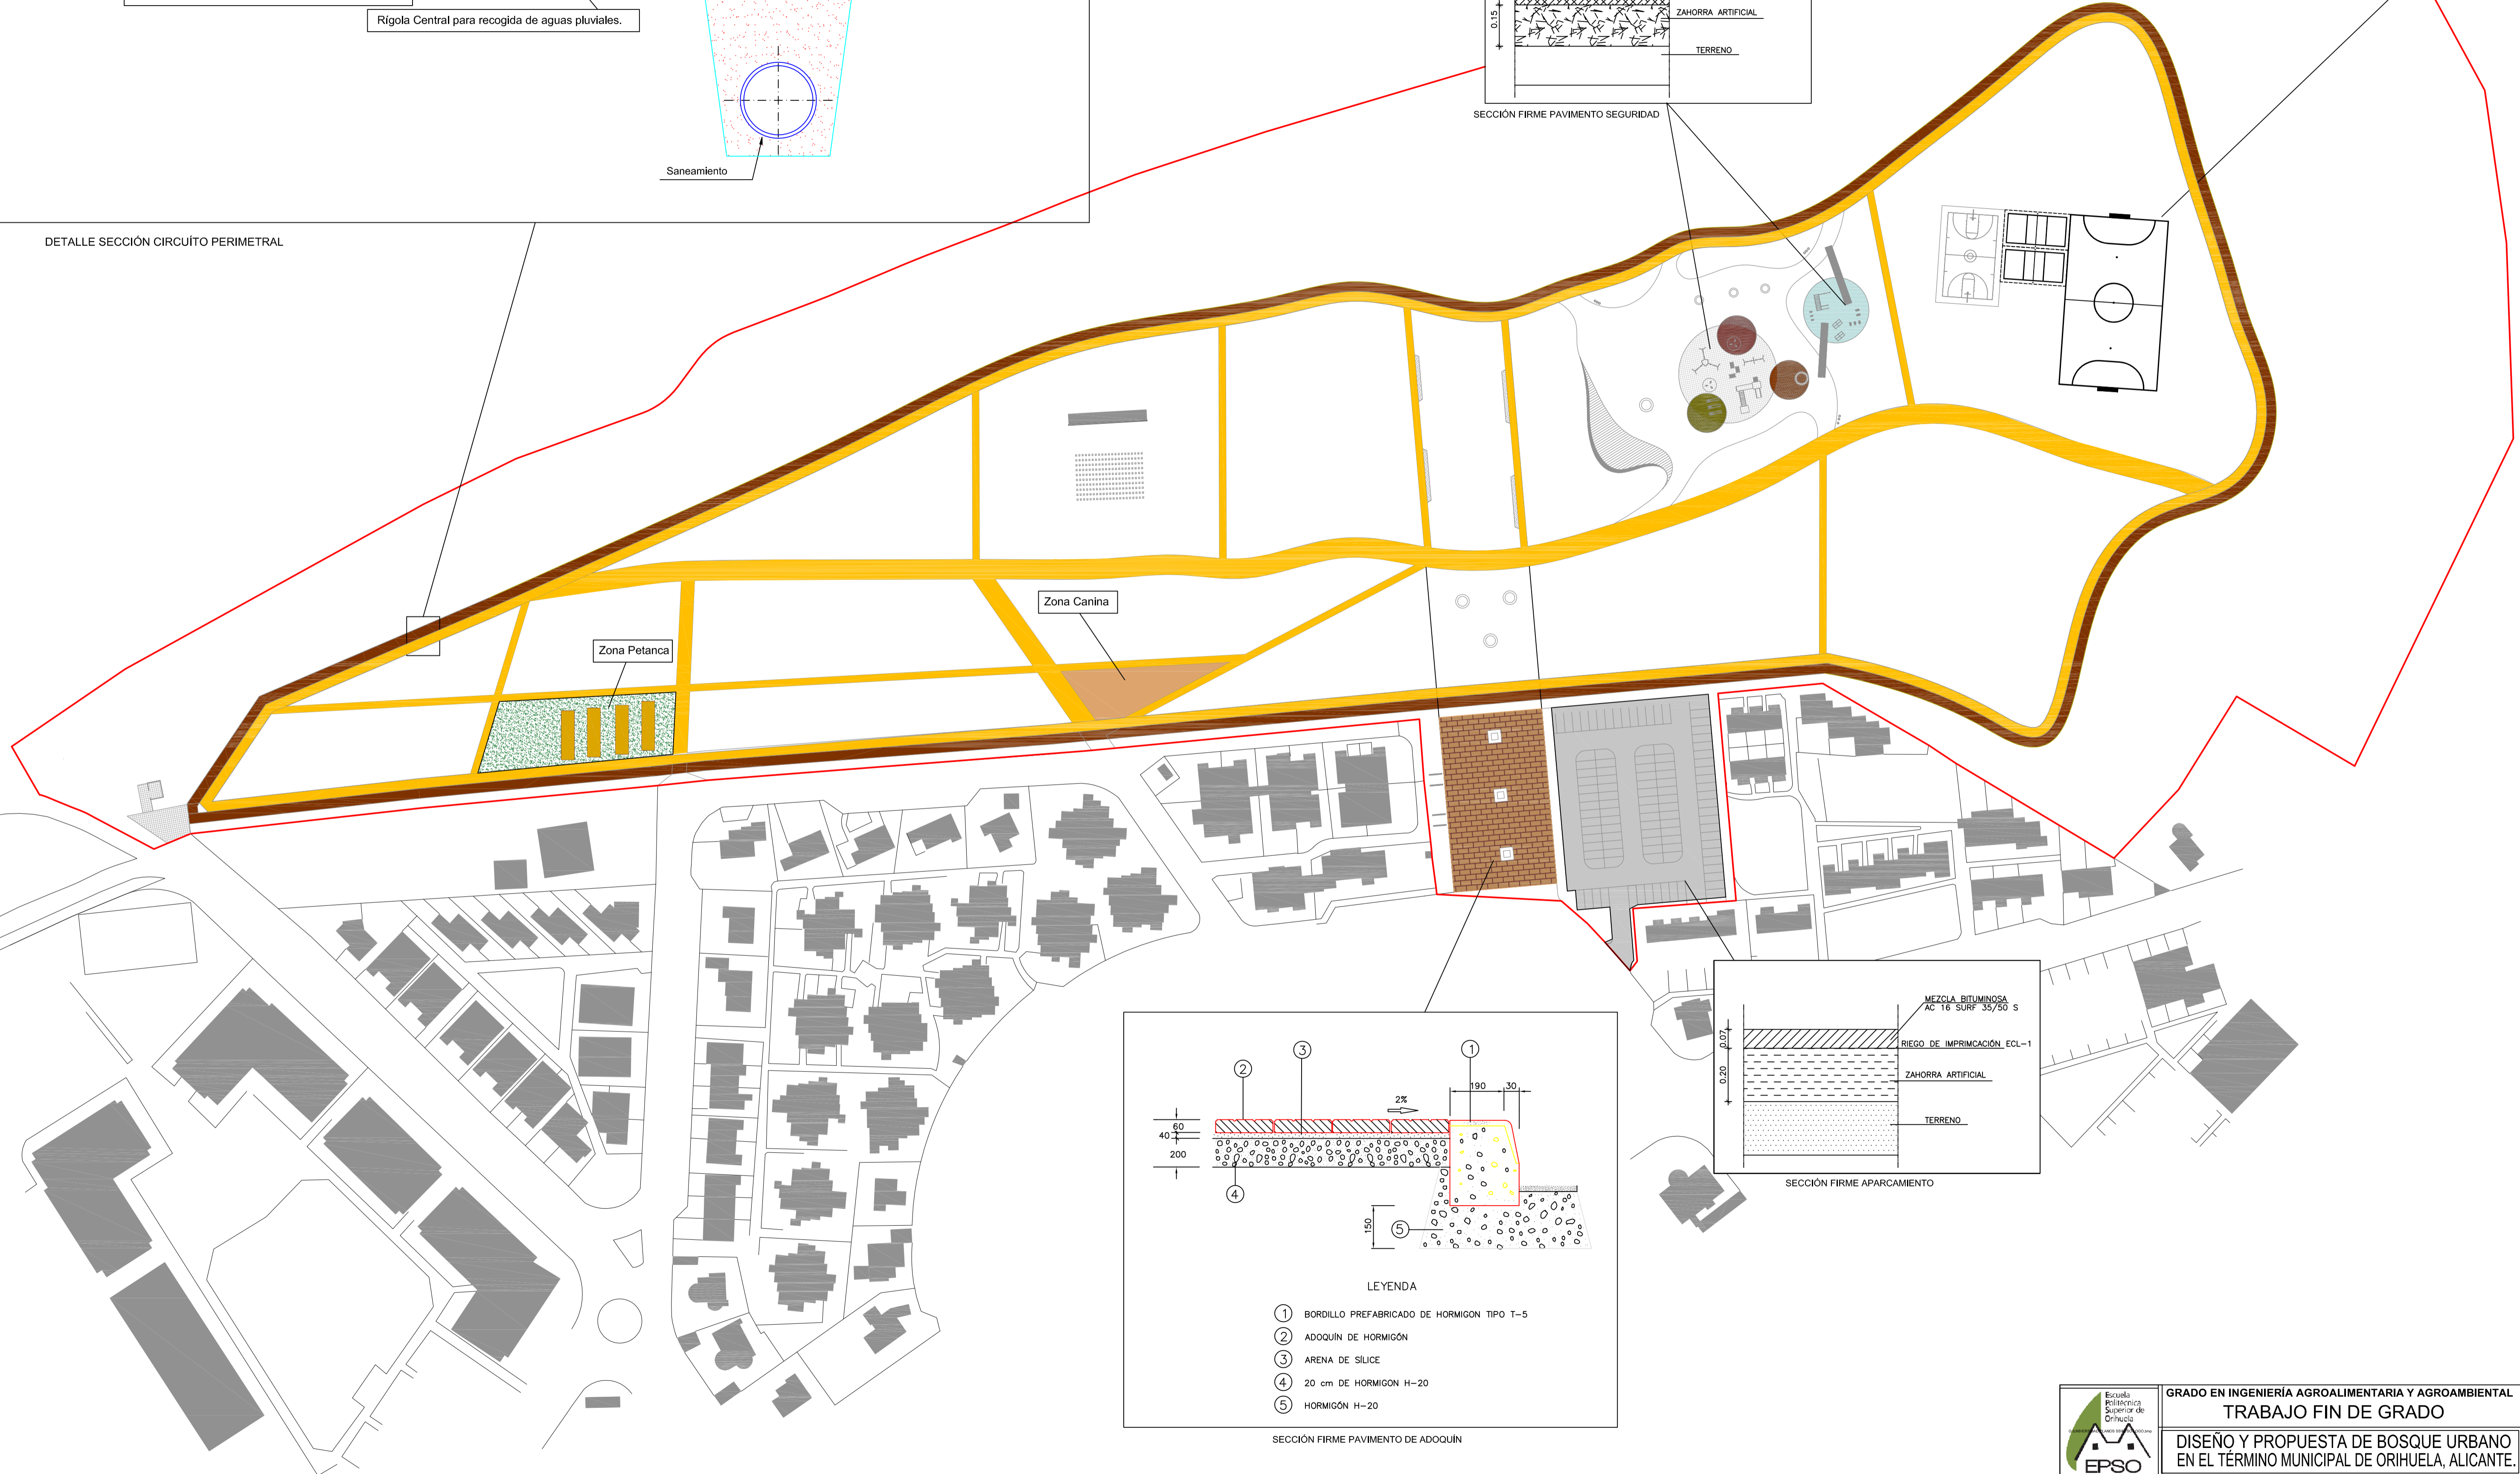 Rígola Central para recogida de aguas pluviales.
Saneamiento
DETALLE SECCIÓN CIRCUÍTO PERIMETRAL
0.15
ZAHORRA ARTIFICIAL
TERRENO
SECCIÓN FIRME PAVIMENTO SEGURIDAD
Zona Canina
Zona Petanca
MEZCLA BITUMINOSA
AC 16 SURF 35/50 S
0.07
RIEGO DE IMPRIMCACIÓN ECL-1
0.20
ZAHORRA ARTIFICIAL
TERRENO
SECCIÓN FIRME APARCAMIENTO
3
1
2
190
30
2%
60
40
200
4
150
5
LEYENDA
1 BORDILLO PREFABRICADO DE HORMIGON TIPO T-5
2 ADOQUÍN DE HORMIGÓN
3 ARENA DE SÍLICE
4 20 cm DE HORMIGON H-20
5 HORMIGÓN H-20
SECCIÓN FIRME PAVIMENTO DE ADOQUÍN
Escuela
Politécnica
Superior de
Orihuela
EPSO
GRADO EN INGENIERÍA AGROALIMENTARIA Y AGROAMBIENTAL
TRABAJO FIN DE GRADO
DISEÑO Y PROPUESTA DE BOSQUE URBANO
EN EL TÉRMINO MUNICIPAL DE ORIHUELA, ALICANTE.